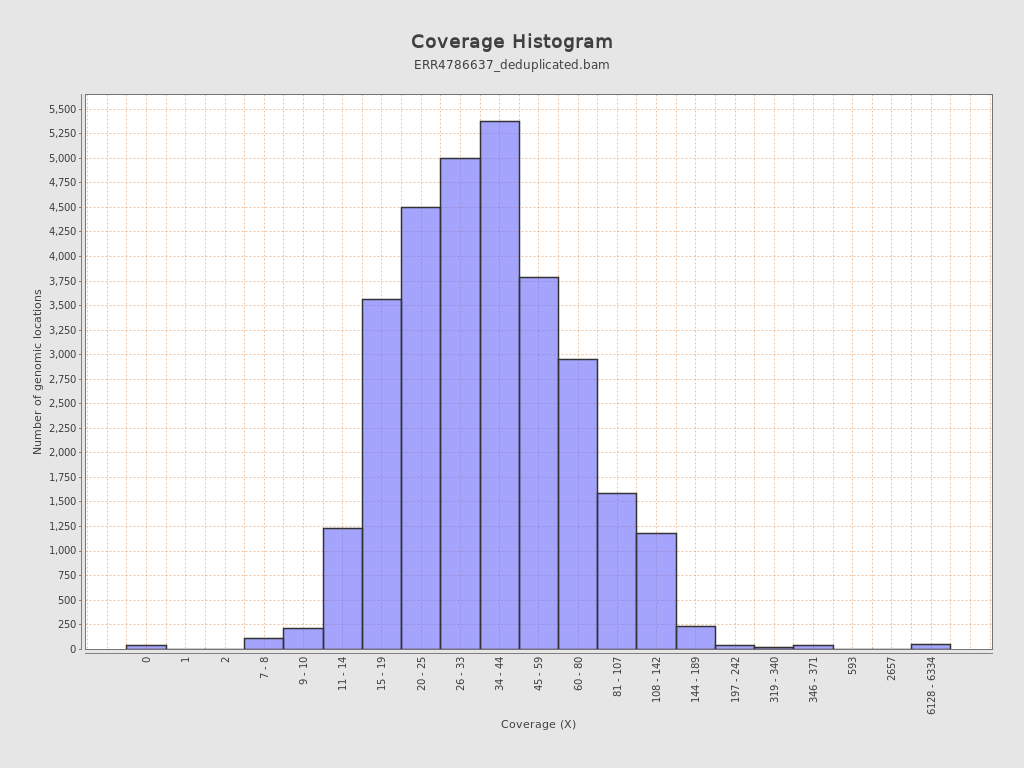 Coverage Histogram
ERR4786637_deduplicated.bam
Number of genomic locations
5,500
5,250
5,000
4,750
4,500
4,250
4,000
3,750
3,500
3,250
3,000
2,750
2,500
2,250
2,000
1,750
1,500
1,250
1,000
750
500
250
0
0
1
2
7 - 8
9 - 10
11 - 14
15 - 19
20 - 25
26 - 33
34 - 44
45 - 59
60 - 80
81 - 107
108 - 142
144 - 189
197 - 242
319 - 340
346 - 371
593
2657
6128 - 6334
Coverage (X)